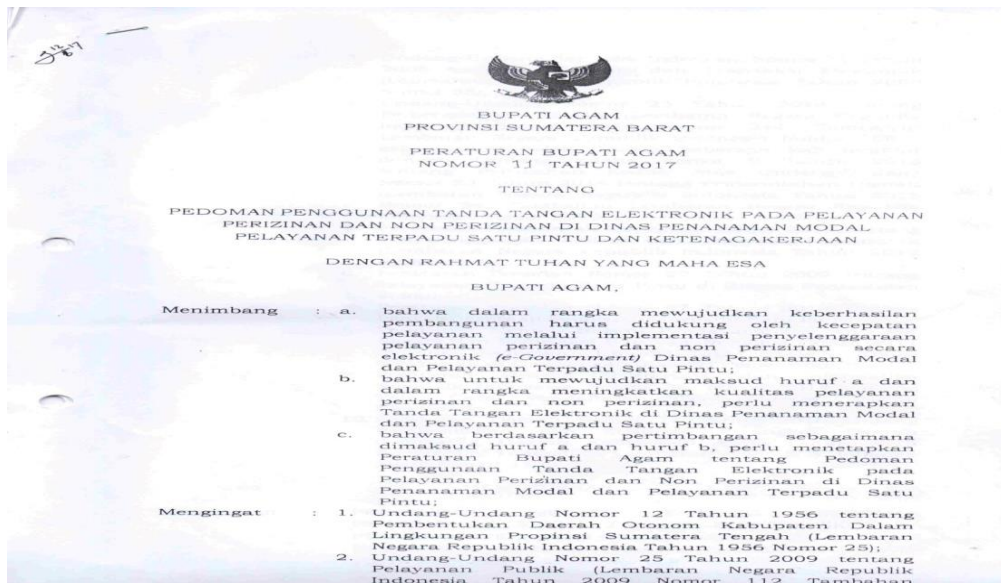 BUPATI AGAM
PROVINSI SUMATERA BARAT
PERATURAN BUPATI AGAM
NOMOR 11 TAHUN 2017
TENTANG
PEDOMAN PENGGUNAAN TANDA TANGAN ELEKTRONIK PADA PELAYANAN
PERIZINAN DAN NON PERIZINAN DI DINAS PENANAMAN MODAL
PELAYANAN TERPADU SATU PINTU DAN KETENAGAKERJAAN
DENGAN RAHMAT TUHAN YANG MAHA ESA
BUPATI AGAM,
Menimbang : a. bahwa dalam rangka mewujudkan keberhasilan
pembangunan harus didukung oleh kecepatan
pelayanan melalui implementasi penyelenggaraan
pelayanan perizinan dan non perizinan secara
elektronik (e-Government) Dinas Penanaman Modal
dan Pelayanan Terpadu Satu Pintu;
b. bahwa untuk mewujudkan maksud huruf a dan
dalam rangka meningkatkan kualitas pelayanan
perizinan dan non perizinan, perlu menerapkan
Tanda Tangan Elektronik di Dinas Penanaman Modal
dan Pelayanan Terpadu Satu Pintu;
c. bahwa berdasarkan pertimbangan sebagaimana
dimaksud huruf a dan huruf b, perlu menetapkan
Peraturan Bupati Agam tentang Pedoman
Penggunaan Tanda Tangan Elektronik pada
Pelayanan Perizinan dan Non Perizinan di Dinas
Penanaman Modal dan Pelayanan Terpadu Satu
Pintu;
Mengingat : 1. Undang-Undang Nomor 12 Tahun 1956 tentang
Pembentukan Daerah Otonom Kabupaten Dalam
Lingkungan Propinsi Sumatera Tengah (Lembaran
Negara Republik Indonesia Tahun 1956 Nomor 25);
2. Undang-Undang Nomor 25 Tahun 2009 tentang
Pelayanan Publik (Lembaran Negara Republik
Indonesia Tahun 2009 Nomor 112 Tambahan